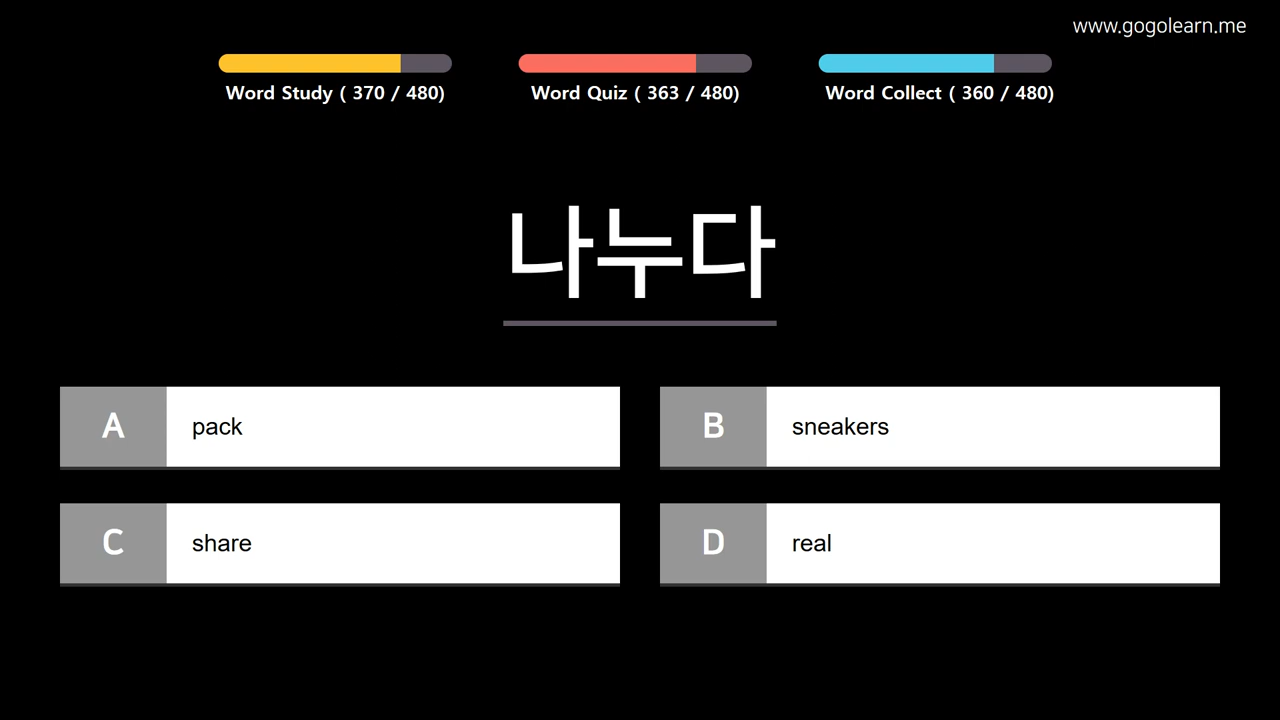 www.gogolearn.me
Word Study ( 370 / 480)
Word Quiz ( 363 / 480)
Word Collect ( 360 / 480)
나누다
A pack
B sneakers
C share
D real